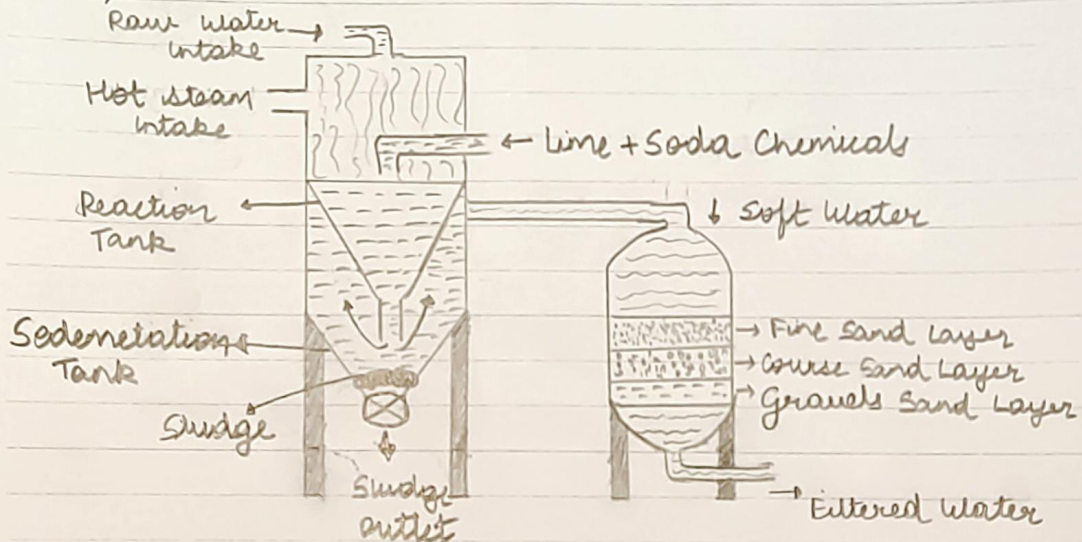 Raw Water
intake
Hot steam
intake
Lime + Soda Chemicals
Reaction
Tank
Soft Water
Sedemetation
Tank
Fine Sand Layer
Course Sand Layer
Gravels Sand Layer
Sludge
Sludge
outlet
Filtered Water